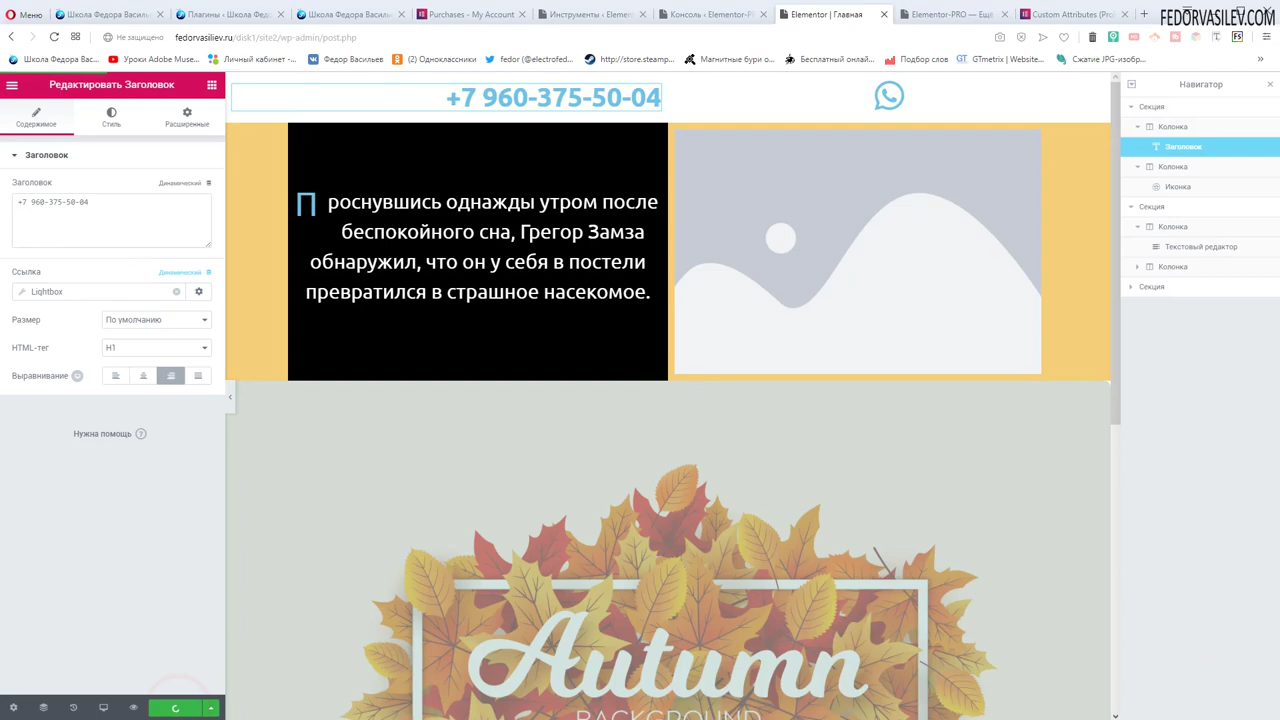 Меню
Школа Федора Василье
Плагины ‹ Школа Федо
Школа Федора Василье
Purchases - My Account
Инструменты ‹ Element
Консоль ‹ Elementor-P
Elementor | Главная
Elementor-PRO — Ещё
Custom Attributes (Pro
FEDORVASILEV.COM
Не защищено
fedorvasiliev.ru/disk1/site2/wp-admin/post.php
Школа Федора Вас...
Уроки Adobe Muse...
Личный кабинет -...
Федор Васильев
(2) Одноклассники
fedor (@electrofed...
http://store.steamp...
Магнитные бури о...
Бесплатный онлай...
Подбор слов
GTmetrix | Website...
Сжатие JPG-изобр...
Редактировать Заголовок
Содержимое
Стиль
Расширенные
Заголовок
Заголовок
Динамический
+7 960-375-50-04
Ссылка
Динамический
Lightbox
Размер
По умолчанию
HTML-тег
H1
Выравнивание
Нужна помощь
+7 960-375-50-04
Проснувшись однажды утром после
беспокойного сна, Грегор Замза
обнаружил, что он у себя в постели
превратился в страшное насекомое.
Autumn
BACKGROUND
Навигатор
Секция
Колонка
Заголовок
Колонка
Иконка
Секция
Колонка
Текстовый редактор
Колонка
Секция